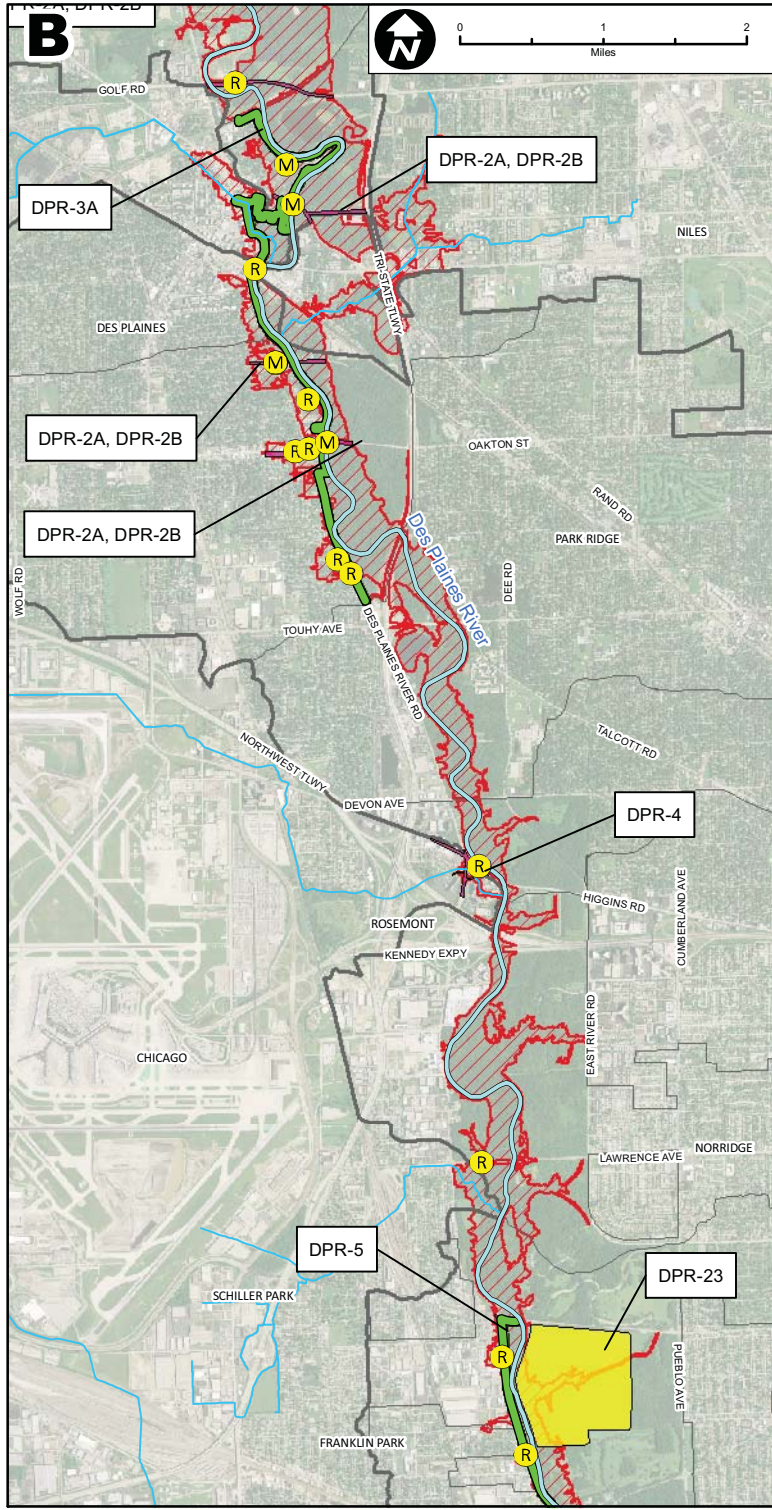 DPR-2A, DPR-2B
B
N
0
1
2
Miles
GOLF RD
R
DPR-2A, DPR-2B
M
DPR-3A
M
NILES
TRI-STATE TLWY
R
DES PLAINES
M
R
DPR-2A, DPR-2B
M
R
R
OAKTON ST
RAND RD
DPR-2A, DPR-2B
Des Plaines River
PARK RIDGE
R
R
WOLF RD
DEE RD
TOUHY AVE
DES PLAINES RIVER RD
TALCOTT RD
NORTHWEST TLWY
DEVON AVE
DPR-4
R
HIGGINS RD
CUMBERLAND AVE
ROSEMONT
KENNEDY EXPY
EAST RIVER RD
CHICAGO
R
LAWRENCE AVE
NORRIDGE
DPR-5
DPR-23
SCHILLER PARK
R
PUEBLO AVE
FRANKLIN PARK
R